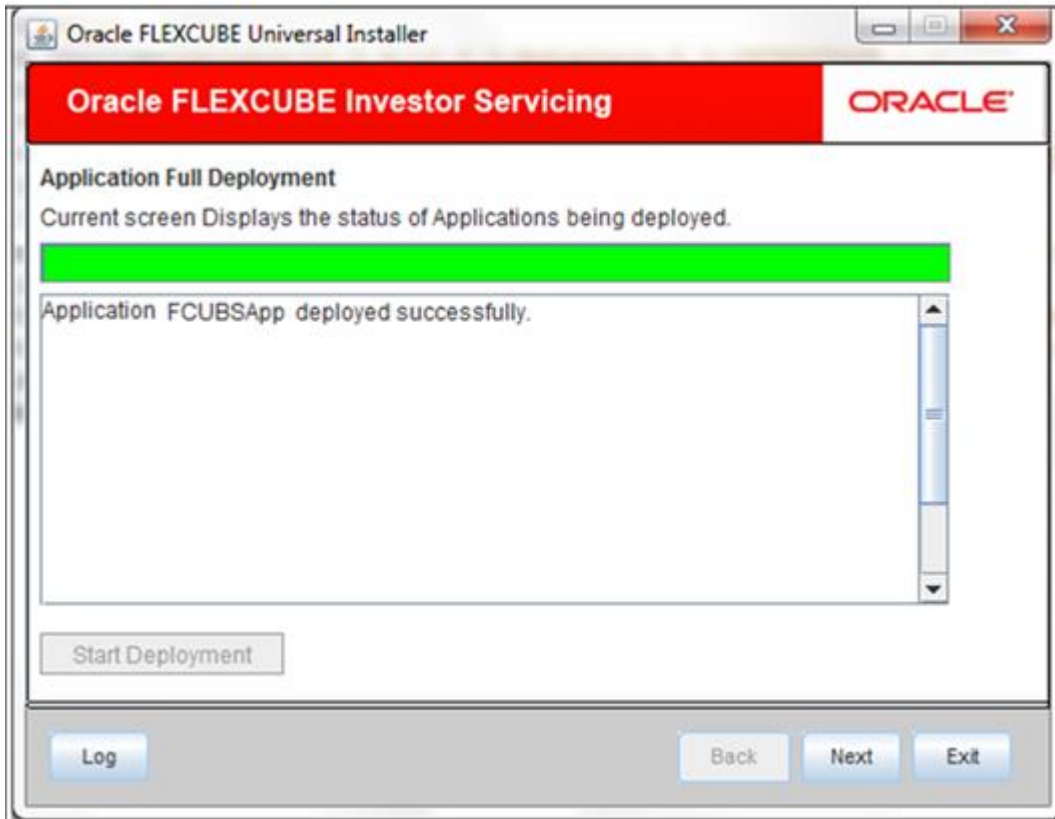 Oracle FLEXCUBE Universal Installer
Oracle FLEXCUBE Investor Servicing
ORACLE
Application Full Deployment
Current screen Displays the status of Applications being deployed.
Application FCUBSApp deployed successfully.
Start Deployment
Log
Back
Next
Exit